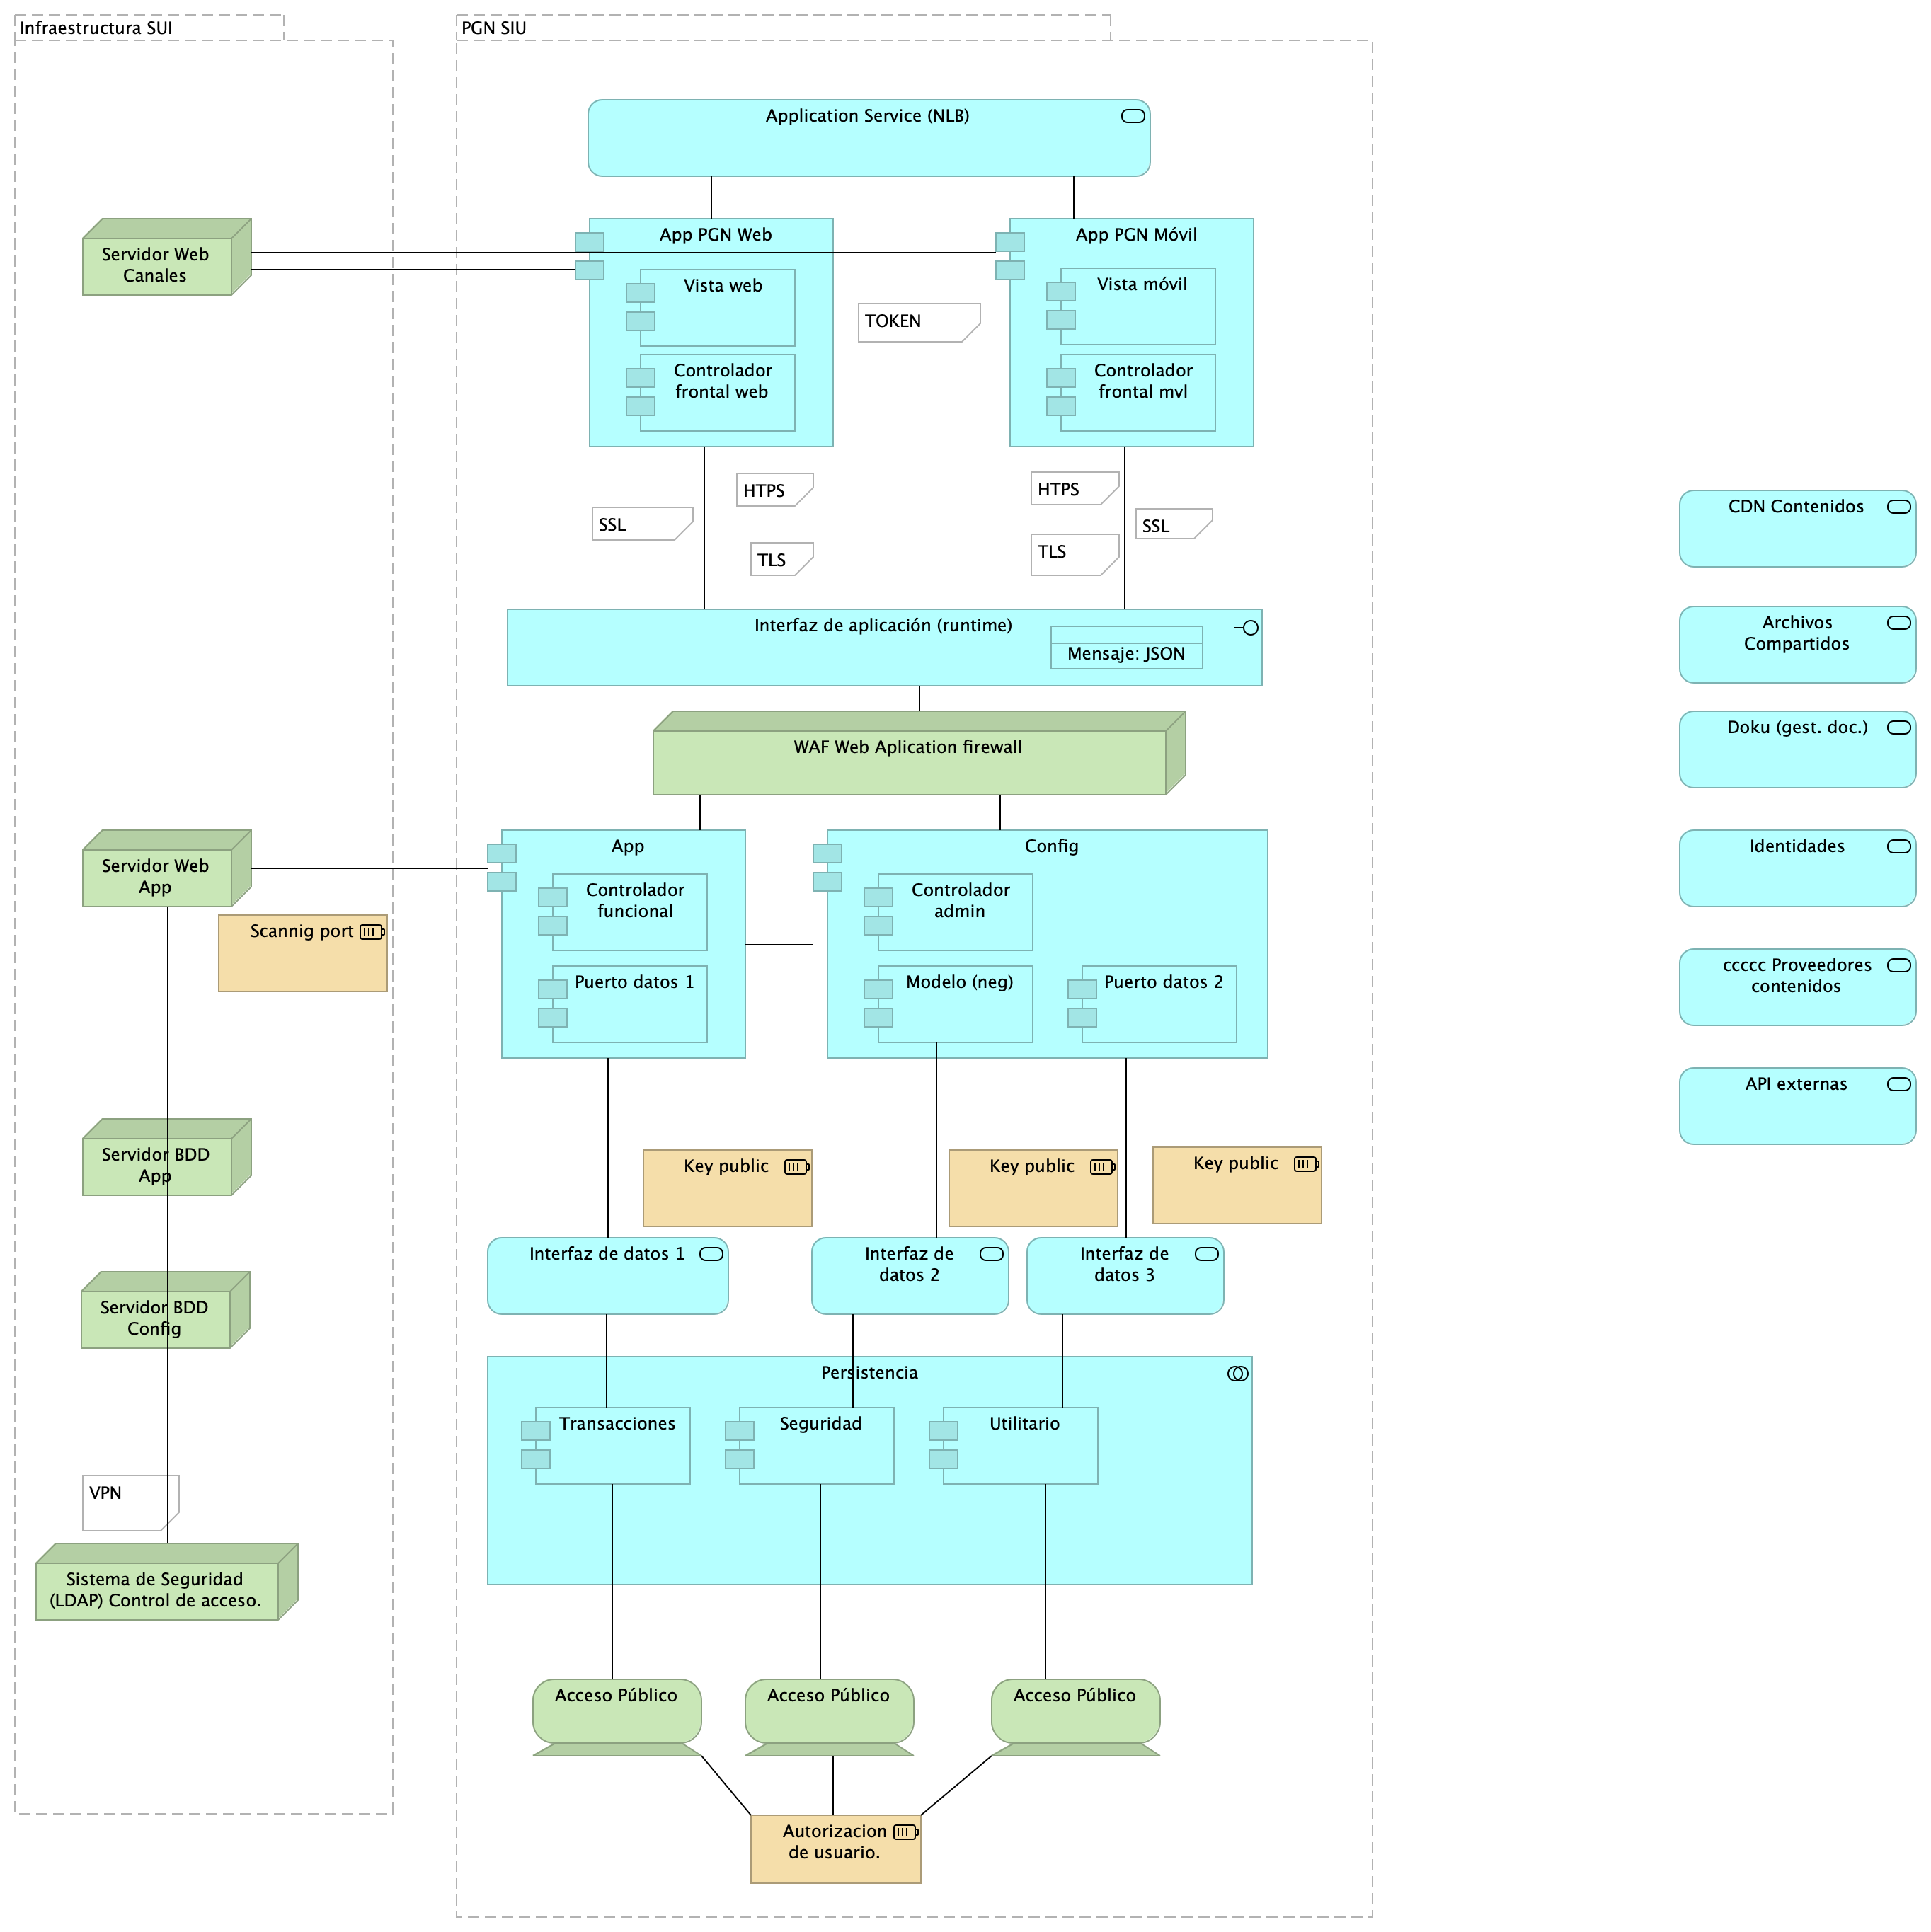 Infraestructura SUI
PGN SIU
Application Service (NLB)
Servidor Web
Canales
App PGN Web
App PGN Móvil
Vista web
Vista móvil
TOKEN
Controlador
frontal web
Controlador
frontal mvl
HTPS
SSL
TLS
HTPS
SSL
TLS
Interfaz de aplicación (runtime)
Mensaje: JSON
WAF Web Aplication firewall
Servidor Web
App
Scannig port
App
Controlador
funcional
Puerto datos 1
Config
Controlador
admin
Modelo (neg)
Puerto datos 2
Servidor BDD
App
Key public
Key public
Key public
Servidor BDD
Config
Interfaz de datos 1
Interfaz de
datos 2
Interfaz de
datos 3
Persistencia
Transacciones
Seguridad
Utilitario
VPN
Sistema de Seguridad
(LDAP) Control de acceso.
Acceso Público
Acceso Público
Acceso Público
Autorizacion
de usuario.
CDN Contenidos
Archivos
Compartidos
Doku (gest. doc.)
Identidades
ccccc Proveedores
contenidos
API externas